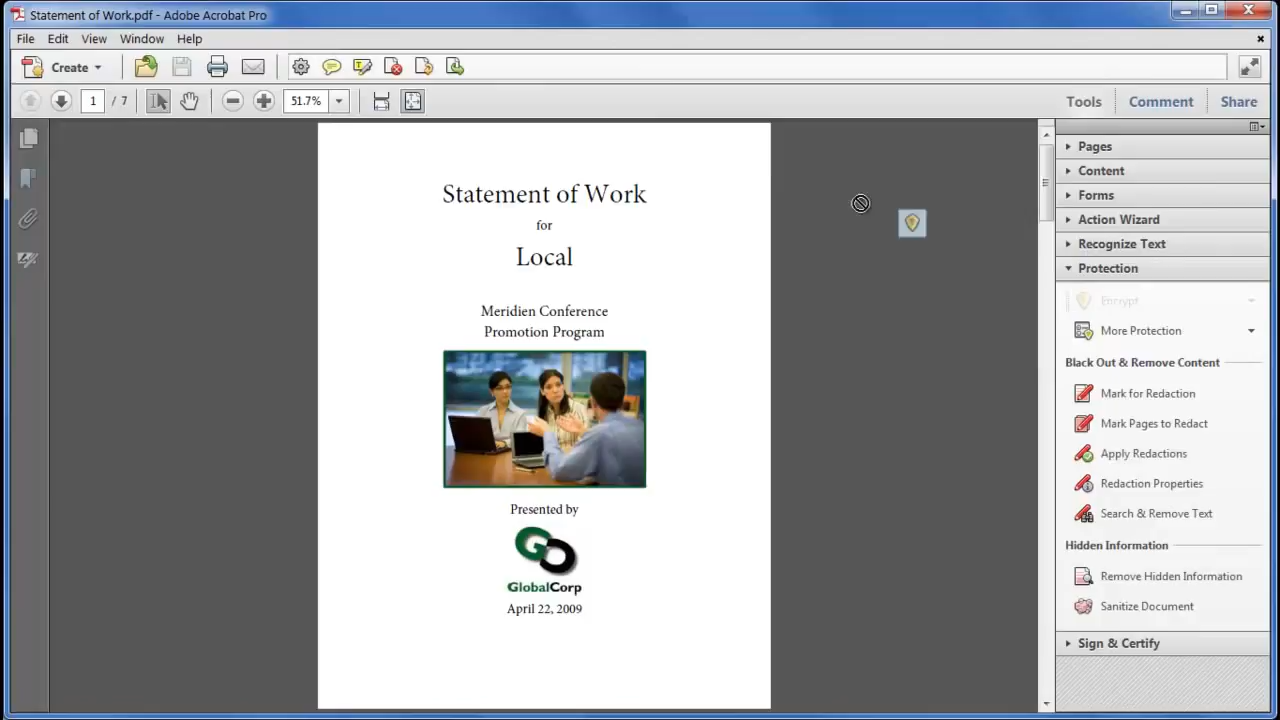 Statement of Work.pdf - Adobe Acrobat Pro
File Edit View Window Help
Create
1 / 7 51.7% Tools Comment Share
Statement of Work
for
Local
Meridien Conference
Promotion Program
Presented by
GlobalCorp
April 22, 2009
Pages
Content
Forms
Action Wizard
Recognize Text
Protection
Encrypt
More Protection
Black Out & Remove Content
Mark for Redaction
Mark Pages to Redact
Apply Redactions
Redaction Properties
Search & Remove Text
Hidden Information
Remove Hidden Information
Sanitize Document
Sign & Certify